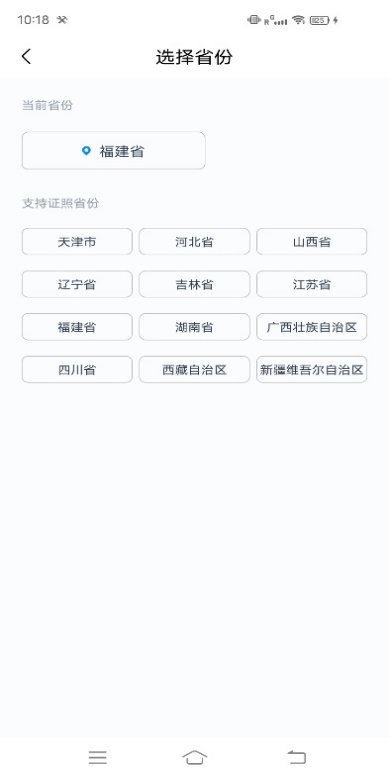 10:18
选择省份
当前省份
福建省
支持证照省份
天津市 河北省 山西省
辽宁省 吉林省 江苏省
福建省 湖南省 广西壮族自治区
四川省 西藏自治区 新疆维吾尔自治区